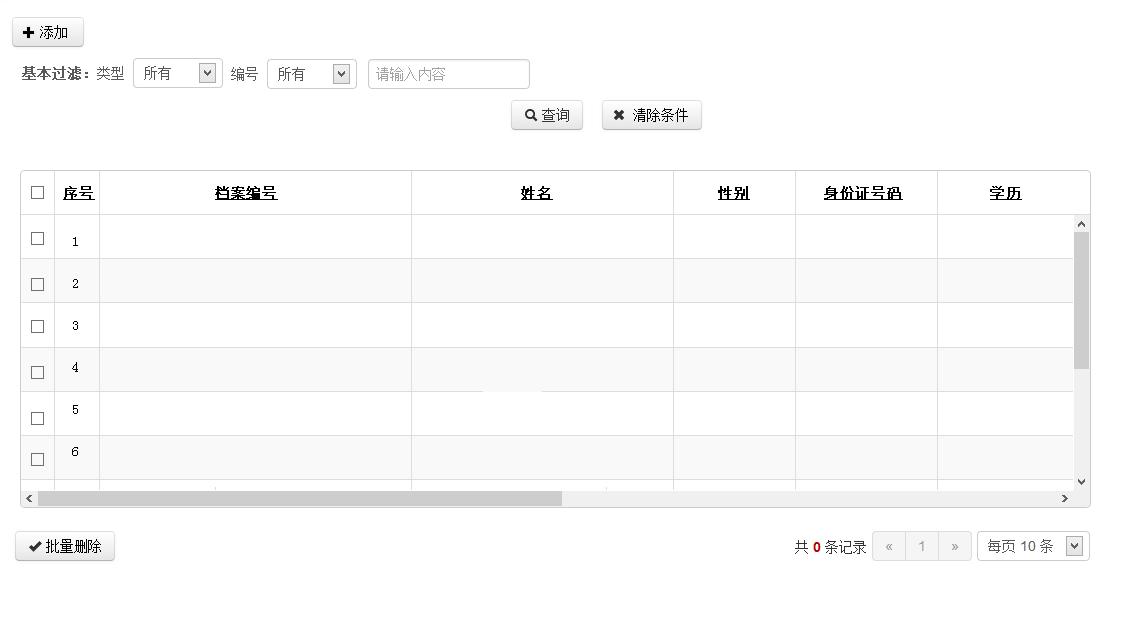 添加
基本过滤：类型 所有 编号 所有 请输入内容
查询 清除条件
序号 档案编号 姓名 性别 身份证号码 学历
1
2
3
4
5
6
批量删除 共 0 条记录 « 1 » 每页 10 条